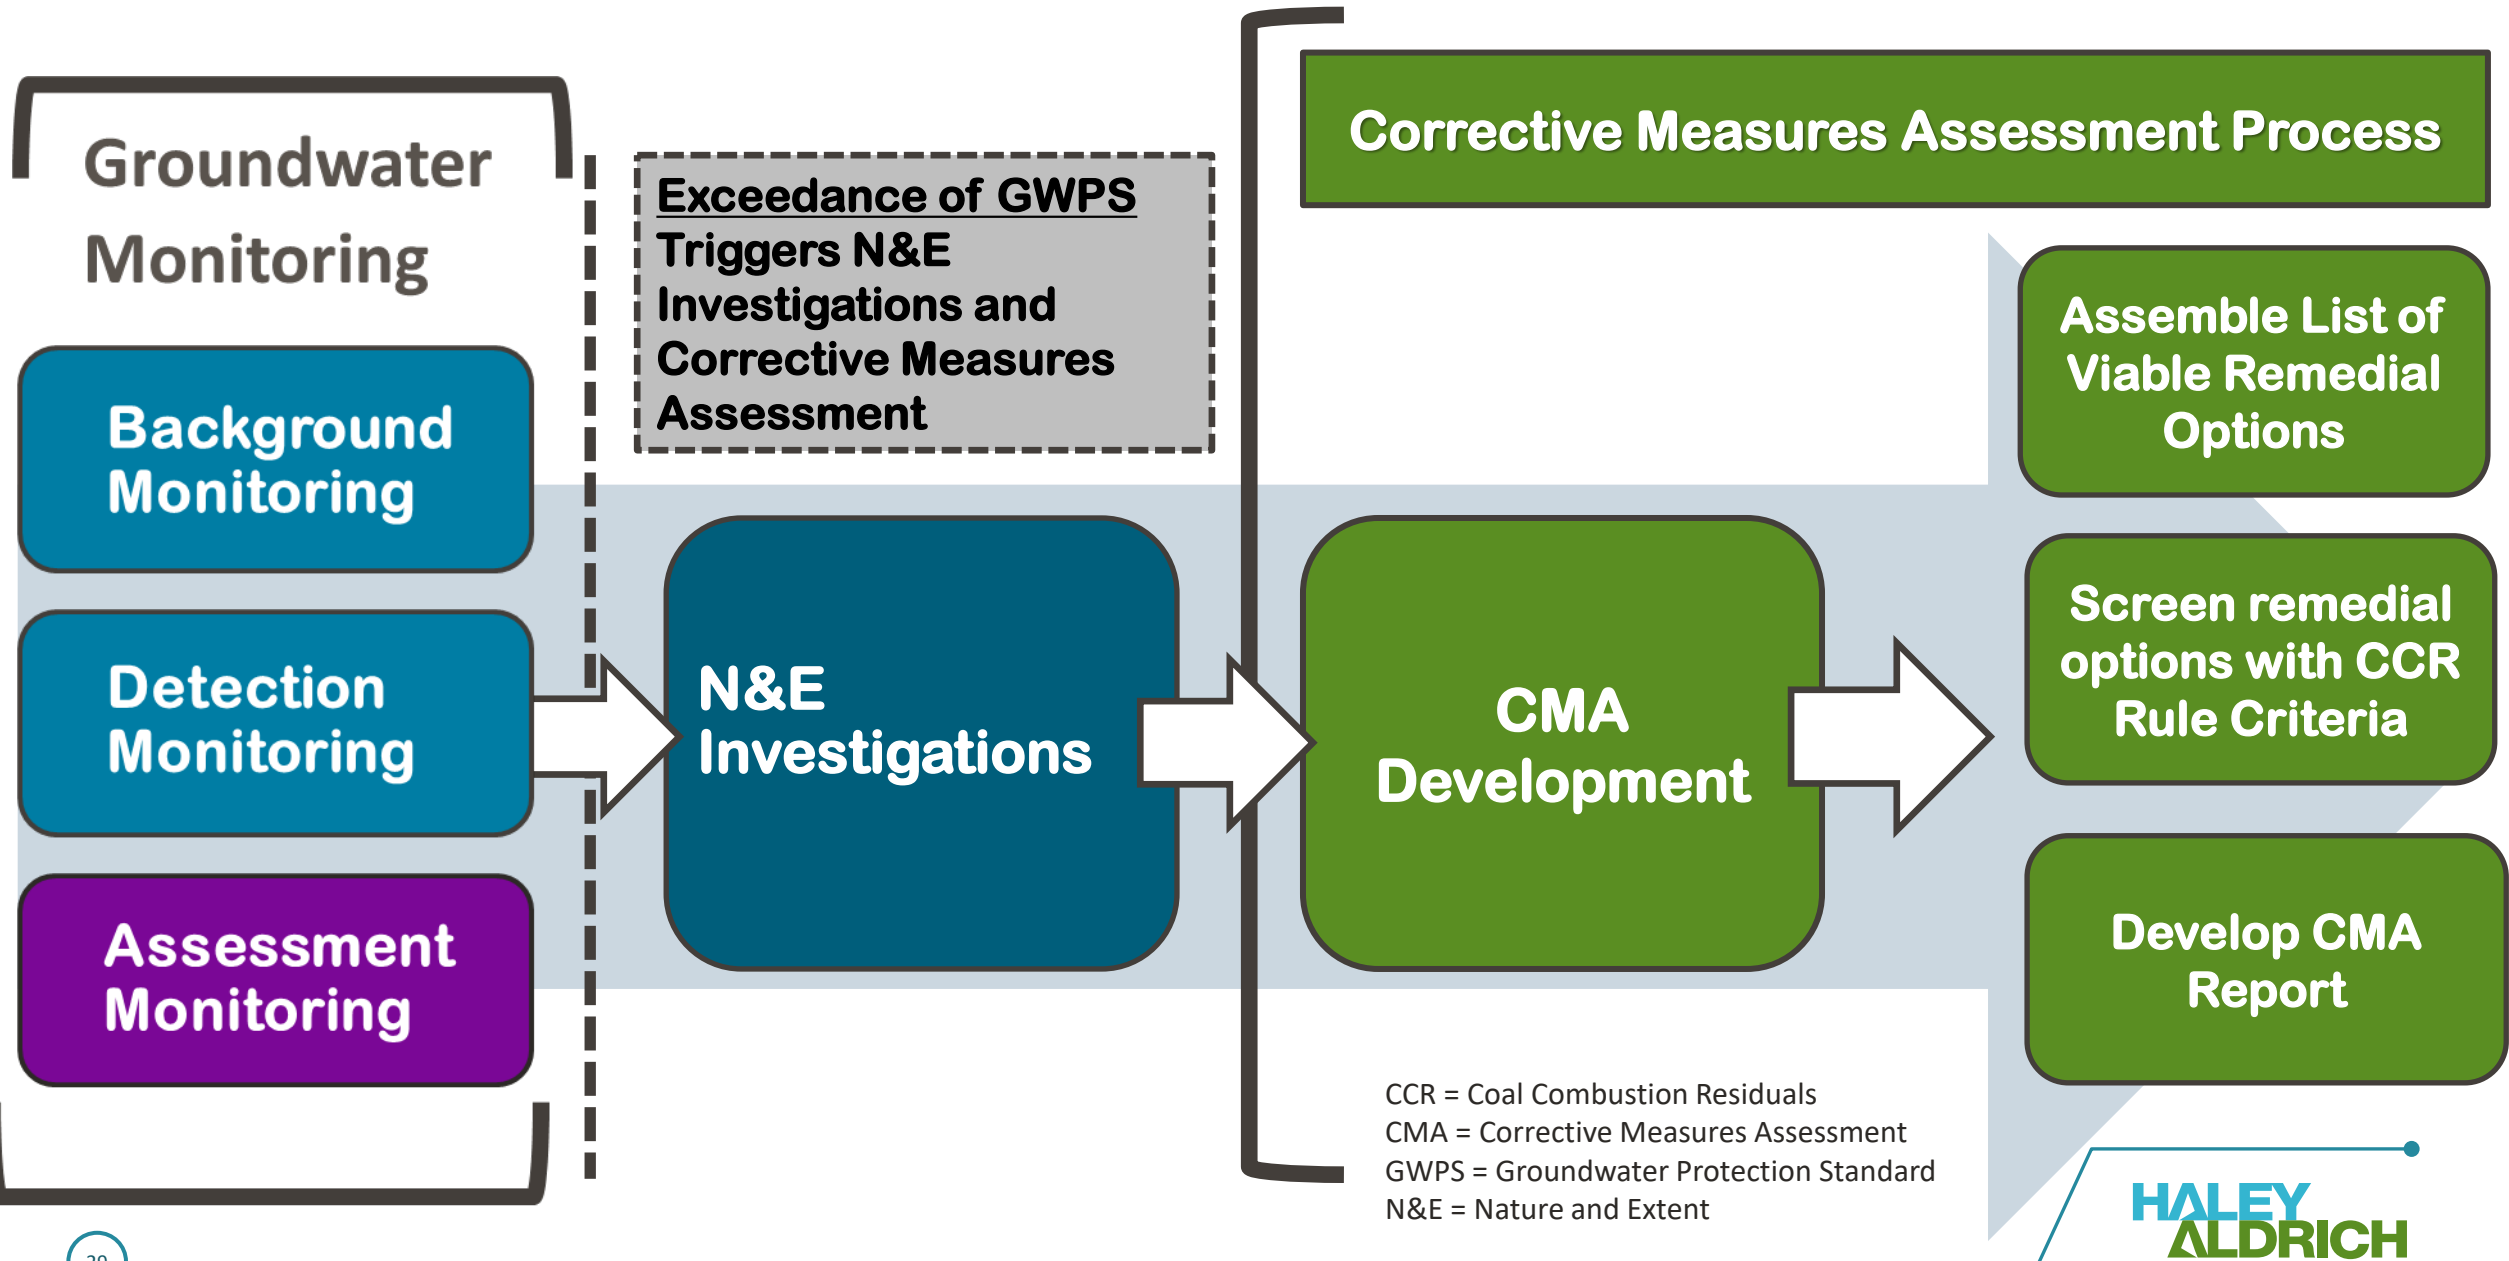 Groundwater
Monitoring
Background
Monitoring
Detection
Monitoring
Assessment
Monitoring
Exceedance of GWPS
Triggers N&E
Investigations and
Corrective Measures
Assessment
N&E
Investigations
Corrective Measures Assessment Process
CMA
Development
Assemble List of
Viable Remedial
Options
Screen remedial
options with CCR
Rule Criteria
Develop CMA
Report
CCR = Coal Combustion Residuals
CMA = Corrective Measures Assessment
GWPS = Groundwater Protection Standard
N&E = Nature and Extent
HALEY
ALDRICH